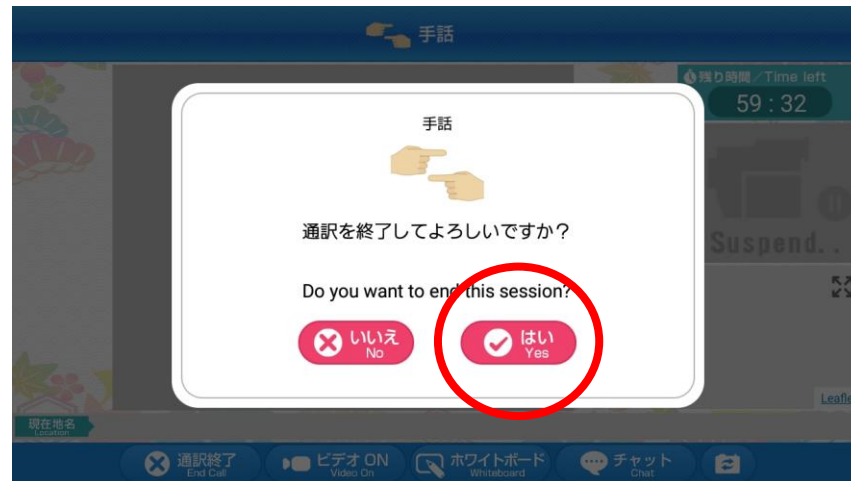 手話
残り時間/Time left
59 : 32
手話
通訳を終了してよろしいですか？
Do you want to end this session?
いいえ
No
はい
Yes
Suspend. .
Leafle
現在地名
Location
通訳終了
End Call
ビデオ ON
Video On
ホワイトボード
Whiteboard
チャット
Chat